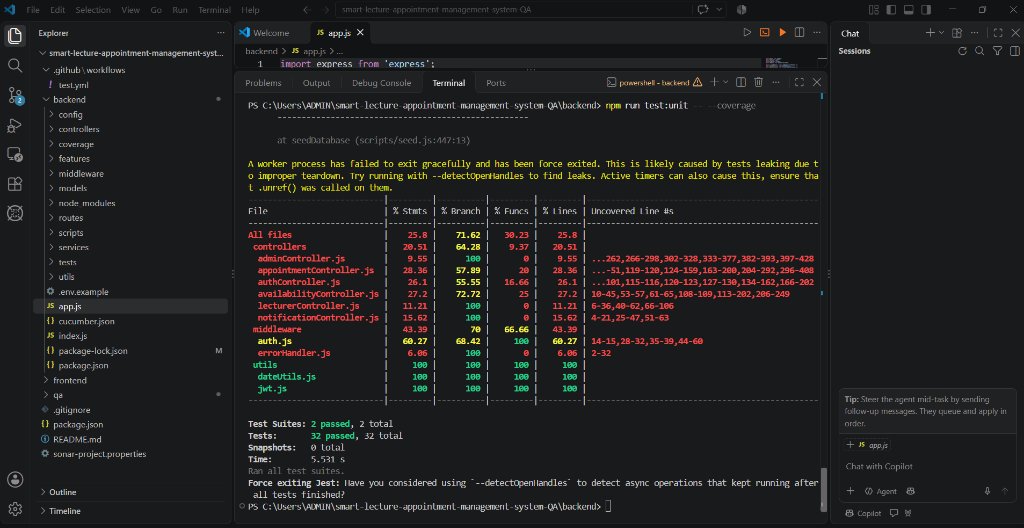 File Edit Selection View Go Run Terminal Help
smart-lecture-appointment-management-system-QA
Explorer
smart-lecture-appointment-management-syst...
.github\workflows
test.yml
backend
config
controllers
coverage
features
middleware
models
node_modules
routes
scripts
services
tests
utils
.env.example
JS app.js
cucumber.json
JS index.js
package-lock.json M
package.json
frontend
qa
.gitignore
package.json
README.md
sonar-project.properties
Outline
Timeline
2
Welcome JS app.js
backend > JS app.js > ...
1 import express from 'express';
Problems Output Debug Console Terminal Ports
powershell - backend
PS C:\Users\ADMIN\smart-lecture-appointment-management-system-QA\backend> npm run test:unit -- --coverage
--------------------------------------------------
at seedDatabase (scripts/seed.js:447:13)
A worker process has failed to exit gracefully and has been force exited. This is likely caused by tests leaking due t
o improper teardown. Try running with --detectOpenHandles to find leaks. Active timers can also cause this, ensure tha
t .unref() was called on them.
File | % Stmts | % Branch | % Funcs | % Lines | Uncovered Line #s
All files | 25.8 | 71.62 | 30.23 | 25.8 |
controllers | 20.51 | 64.28 | 9.37 | 20.51 |
adminController.js | 9.55 | 100 | 0 | 9.55 | ...262,266-298,302-328,333-377,382-393,397-428
appointmentController.js | 28.36 | 57.89 | 20 | 28.36 | ...-51,119-120,124-159,163-200,204-292,296-408
authController.js | 26.1 | 55.55 | 16.66 | 26.1 | ...101,115-116,120-123,127-130,134-162,166-202
availabilityController.js | 27.2 | 72.72 | 25 | 27.2 | 10-45,53-57,61-65,108-109,113-202,206-249
lecturerController.js | 11.21 | 100 | 0 | 11.21 | 6-36,40-62,66-106
notificationController.js | 15.62 | 100 | 0 | 15.62 | 4-21,25-47,51-63
middleware | 43.39 | 70 | 66.66 | 43.39 |
auth.js | 60.27 | 68.42 | 100 | 60.27 | 14-15,28-32,35-39,44-60
errorHandler.js | 6.06 | 100 | 0 | 6.06 | 2-32
utils | 100 | 100 | 100 | 100 |
dateUtils.js | 100 | 100 | 100 | 100 |
jwt.js | 100 | 100 | 100 | 100 |
Test Suites: 2 passed, 2 total
Tests: 32 passed, 32 total
Snapshots: 0 total
Time: 5.531 s
Ran all test suites.
Force exiting Jest: Have you considered using `--detectOpenHandles` to detect async operations that kept running after
all tests finished?
PS C:\Users\ADMIN\smart-lecture-appointment-management-system-QA\backend>
Chat
Sessions
Tip: Steer the agent mid-task by sending
follow-up messages. They queue and apply in
order.
JS app.js
Chat with Copilot
Agent
Copilot